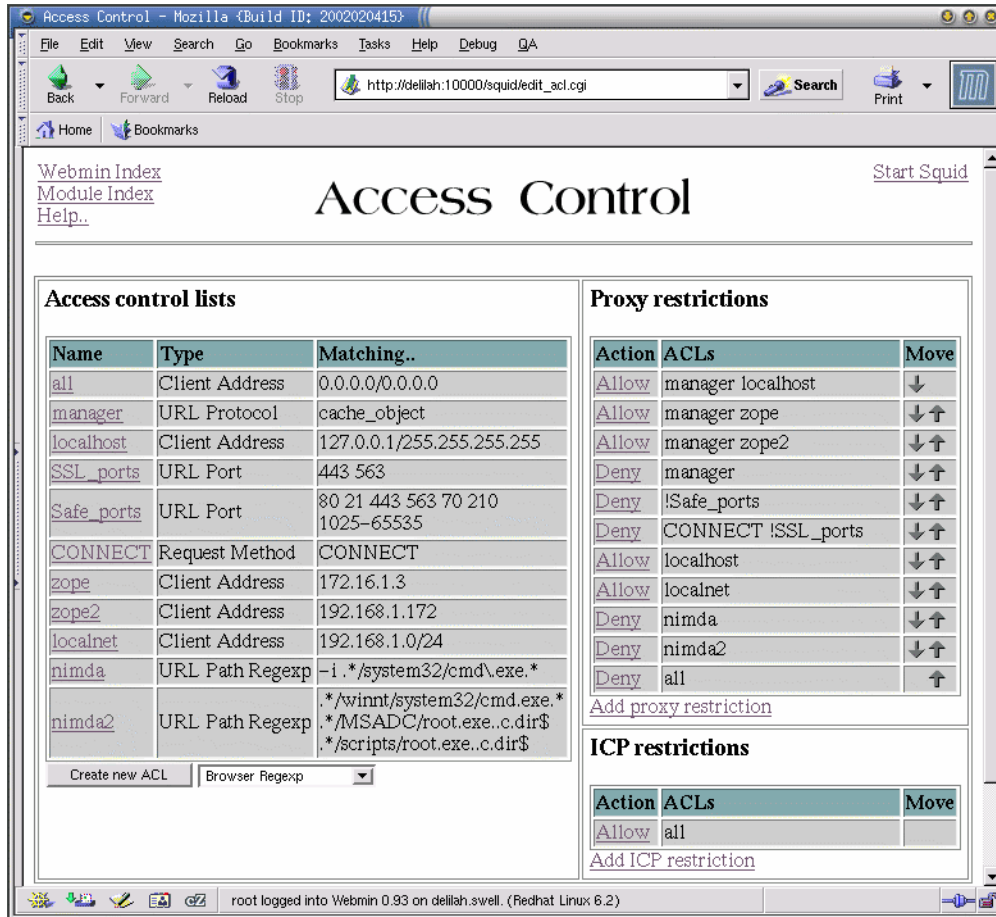 Access Control - Mozilla {Build ID: 2002020415}
File Edit View Search Go Bookmarks Tasks Help Debug QA
Back Forward Reload Stop http://delilah:10000/squid/edit_acl.cgi Search Print
Home Bookmarks
Webmin Index
Module Index
Help..
Access Control
Start Squid
Access control lists
Name Type Matching..
all Client Address 0.0.0.0/0.0.0.0
manager URL Protocol cache_object
localhost Client Address 127.0.0.1/255.255.255.255
SSL_ports URL Port 443 563
Safe_ports URL Port 80 21 443 563 70 210
1025-65535
CONNECT Request Method CONNECT
zope Client Address 172.16.1.3
zope2 Client Address 192.168.1.172
localnet Client Address 192.168.1.0/24
nimda URL Path Regexp -i .*/system32/cmd\.exe.*
nimda2 URL Path Regexp .*/winnt/system32/cmd.exe.*
.*/MSADC/root.exe..c.dir$
.*/scripts/root.exe..c.dir$
Create new ACL Browser Regexp
Proxy restrictions
Action ACLs Move
Allow manager localhost
Allow manager zope
Allow manager zope2
Deny manager
Deny !Safe_ports
Deny CONNECT !SSL_ports
Allow localhost
Allow localnet
Deny nimda
Deny nimda2
Deny all
Add proxy restriction
ICP restrictions
Action ACLs Move
Allow all
Add ICP restriction
root logged into Webmin 0.93 on delilah.swell. (Redhat Linux 6.2)